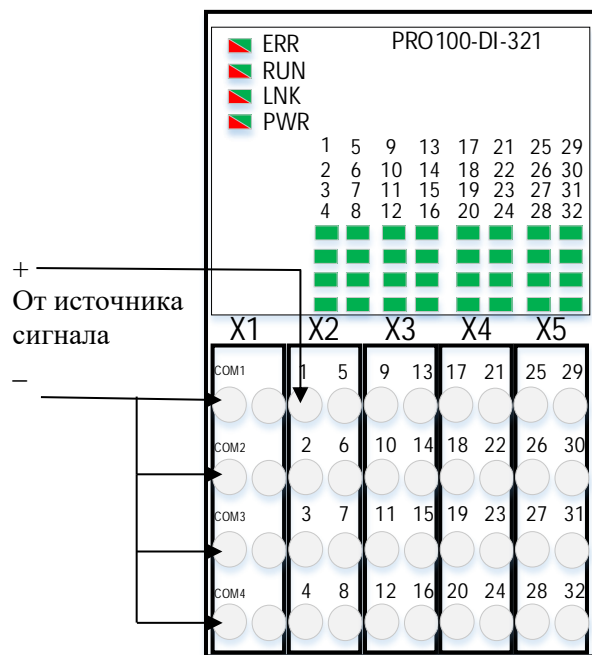 PRO100-DI-321
ERR
RUN
LNK
PWR
1 5 9 13 17 21 25 29
2 6 10 14 18 22 26 30
3 7 11 15 19 23 27 31
4 8 12 16 20 24 28 32
+
От источника
сигнала
–
X1 X2 X3 X4 X5
COM1 1 5 9 13 17 21 25 29
COM2 2 6 10 14 18 22 26 30
COM3 3 7 11 15 19 23 27 31
COM4 4 8 12 16 20 24 28 32